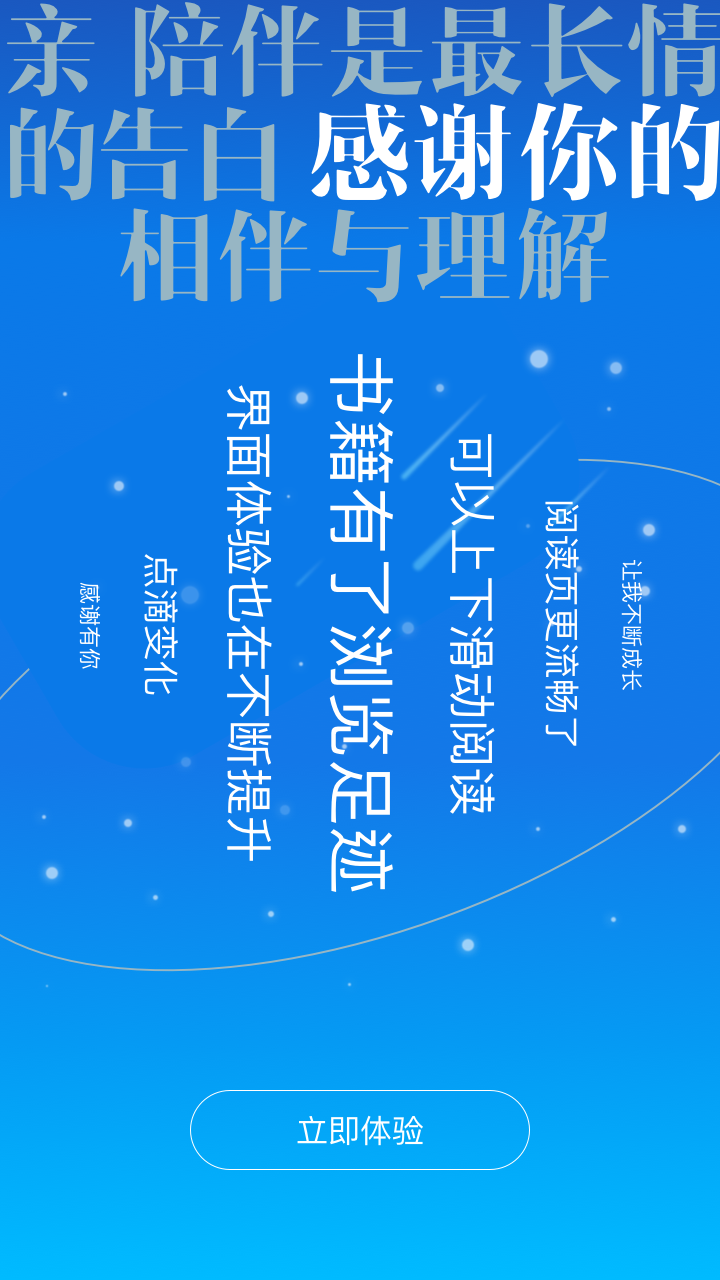 亲 陪伴是最长情
的告白 感谢你的
相伴与理解
让我不断成长
阅读页更流畅了
可以上下滑动阅读
书籍有了浏览足迹
界面体验也在不断提升
点滴变化
感谢有你
立即体验